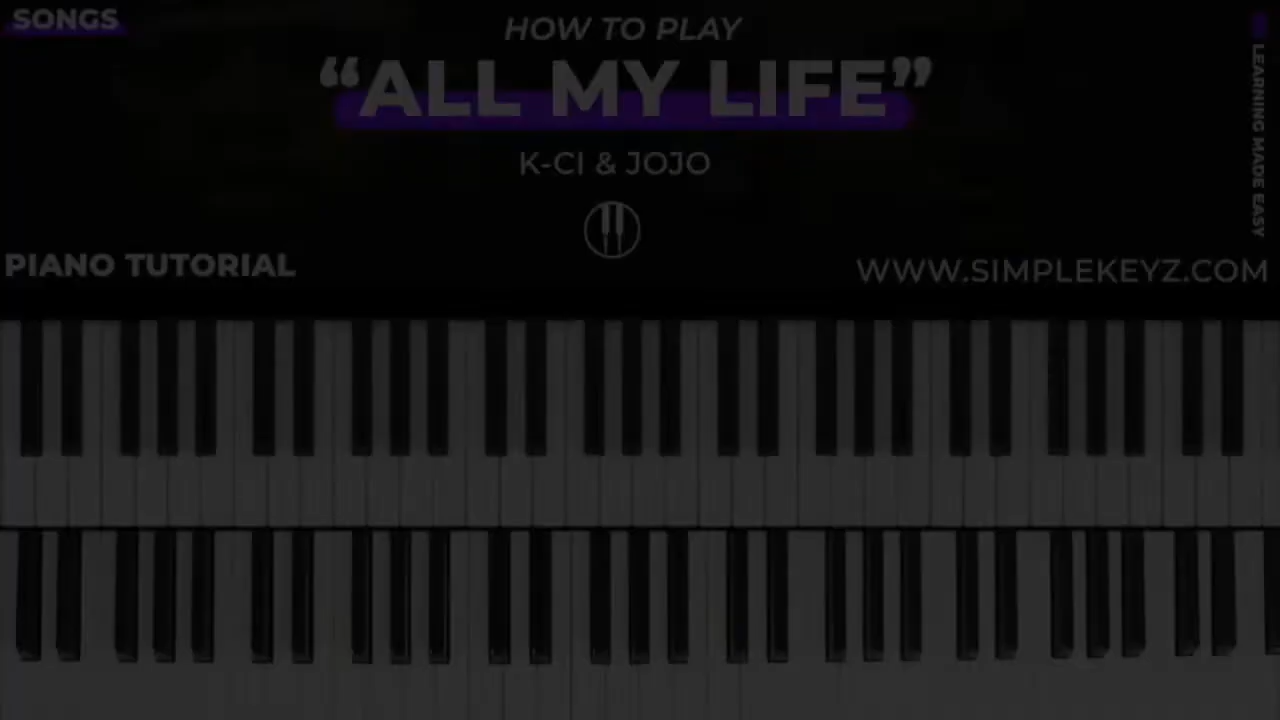 SONGS
HOW TO PLAY
“ALL MY LIFE”
K-CI & JOJO
LEARNING MADE EASY
PIANO TUTORIAL
WWW.SIMPLEKEYZ.COM